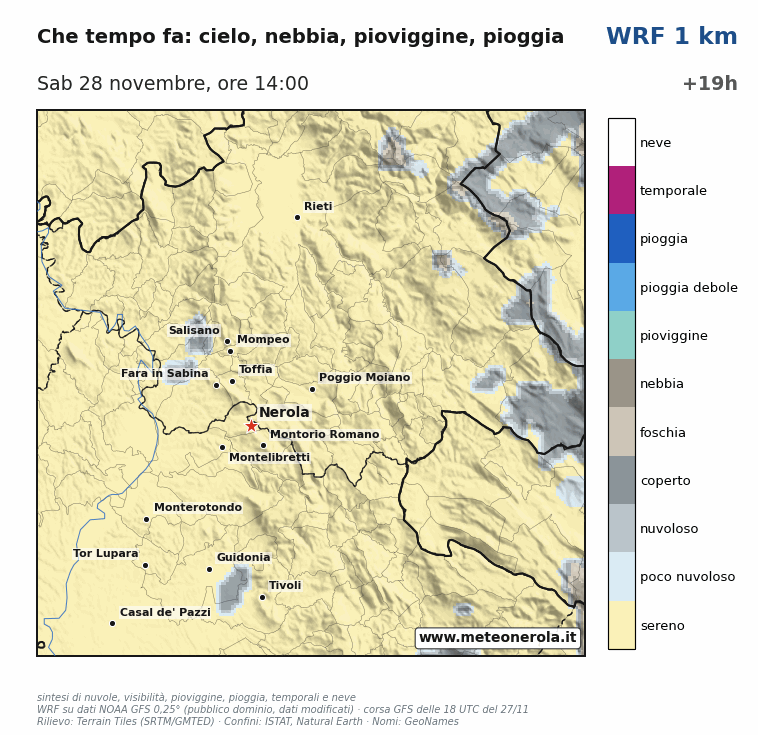 Che tempo fa: cielo, nebbia, pioviggine, pioggia
WRF 1 km
Sab 28 novembre, ore 14:00
+19h
neve
temporale
pioggia
pioggia debole
pioviggine
nebbia
foschia
coperto
nuvoloso
poco nuvoloso
sereno
Rieti
Salisano
Mompeo
Fara in Sabina
Toffia
Poggio Moiano
Nerola
Montorio Romano
Montelibretti
Monterotondo
Tor Lupara
Guidonia
Tivoli
Casal de' Pazzi
www.meteonerola.it
sintesi di nuvole, visibilità, pioviggine, pioggia, temporali e neve
WRF su dati NOAA GFS 0,25° (pubblico dominio, dati modificati) · corsa GFS delle 18 UTC del 27/11
Rilievo: Terrain Tiles (SRTM/GMTED) · Confini: ISTAT, Natural Earth · Nomi: GeoNames